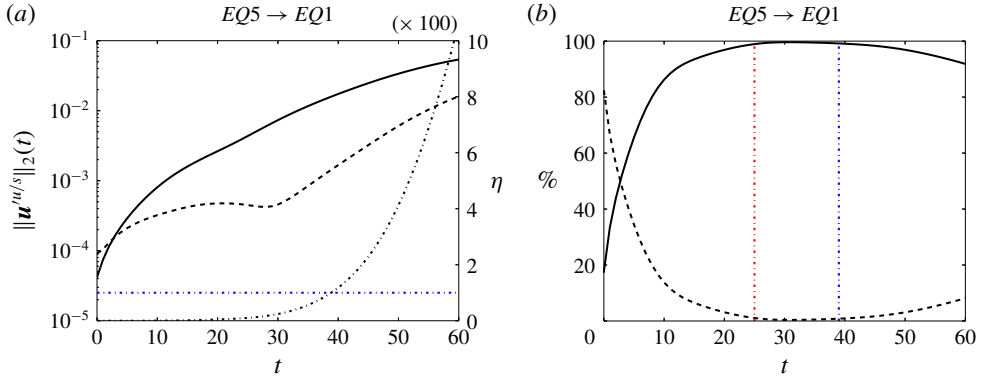 (a)
EQ5 → EQ1
(× 100)
10⁻¹
10⁻²
10⁻³
10⁻⁴
10⁻⁵
‖u′ᵘ/ˢ‖₂(t)
10
8
6
4
2
0
η
0 10 20 30 40 50 60
t
(b)
EQ5 → EQ1
100
80
60
40
20
%
0 10 20 30 40 50 60
t